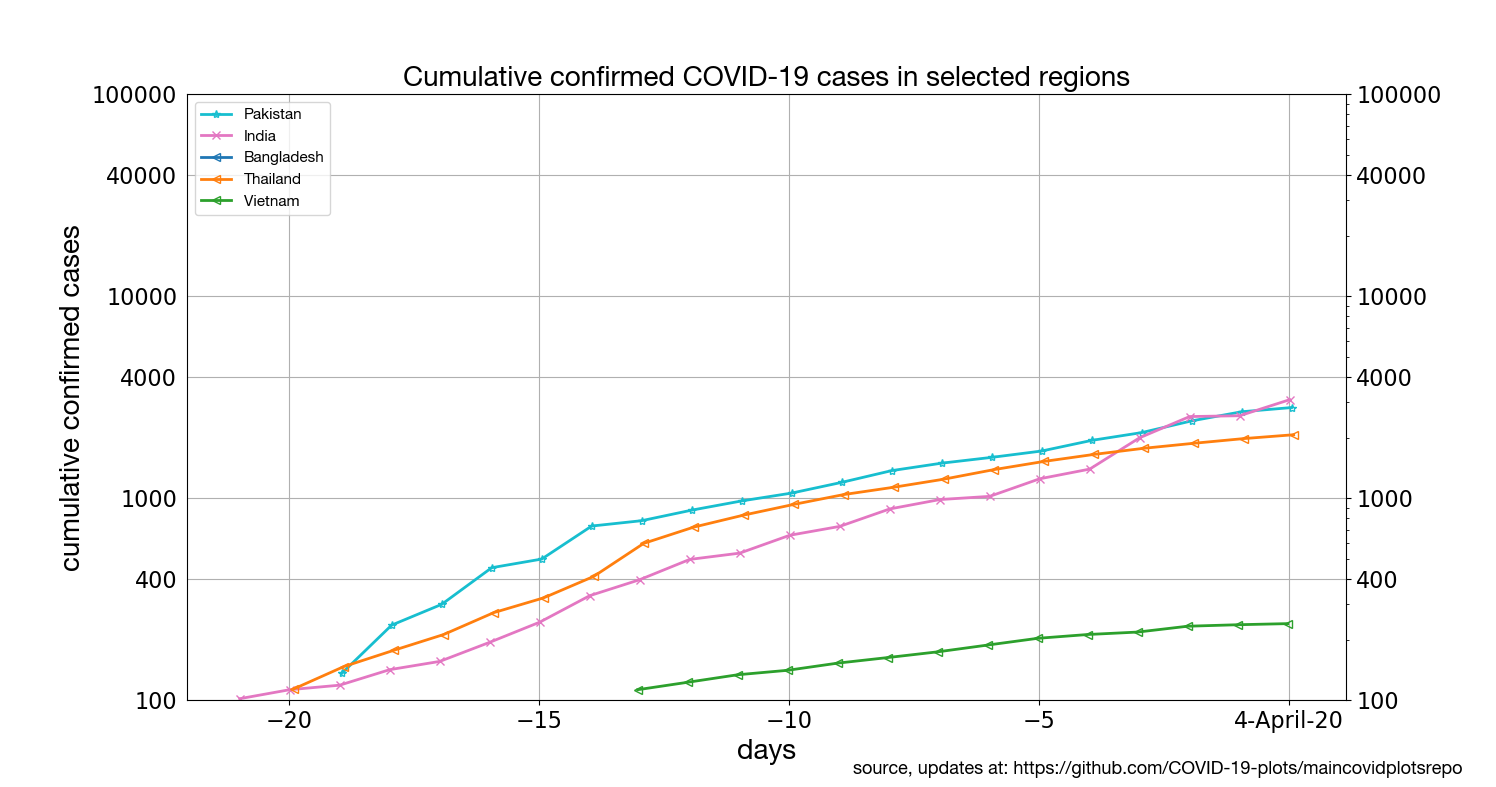 Cumulative confirmed COVID-19 cases in selected regions
100000
40000
10000
4000
1000
400
100
cumulative confirmed cases
Pakistan
India
Bangladesh
Thailand
Vietnam
100000
40000
10000
4000
1000
400
100
−20 −15 −10 −5 4-April-20
days
source, updates at: https://github.com/COVID-19-plots/maincovidplotsrepo